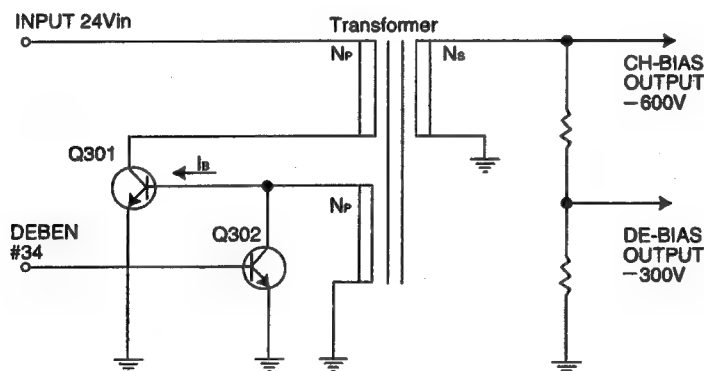 INPUT 24Vin
Transformer
NP
NS
CH-BIAS
OUTPUT
−600V
Q301
IB
NP
DEBEN
#34
Q302
DE-BIAS
OUTPUT
−300V